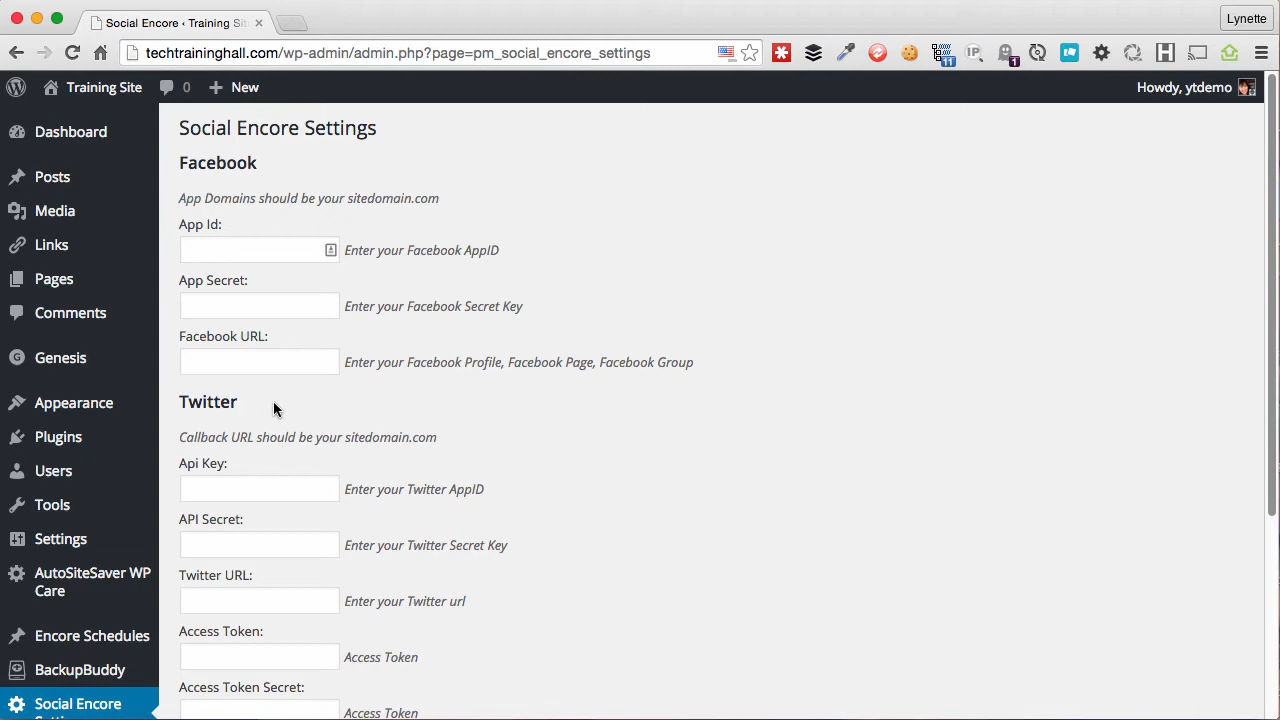 Social Encore ‹ Training Sit
Lynette
techtraininghall.com/wp-admin/admin.php?page=pm_social_encore_settings
11
IP
1
Training Site
0
New
Howdy, ytdemo
Dashboard
Posts
Media
Links
Pages
Comments
Genesis
Appearance
Plugins
Users
Tools
Settings
AutoSiteSaver WP
Care
Encore Schedules
BackupBuddy
Social Encore
Social Encore Settings
Facebook
App Domains should be your sitedomain.com
App Id:
Enter your Facebook AppID
App Secret:
Enter your Facebook Secret Key
Facebook URL:
Enter your Facebook Profile, Facebook Page, Facebook Group
Twitter
Callback URL should be your sitedomain.com
Api Key:
Enter your Twitter AppID
API Secret:
Enter your Twitter Secret Key
Twitter URL:
Enter your Twitter url
Access Token:
Access Token
Access Token Secret:
Access Token